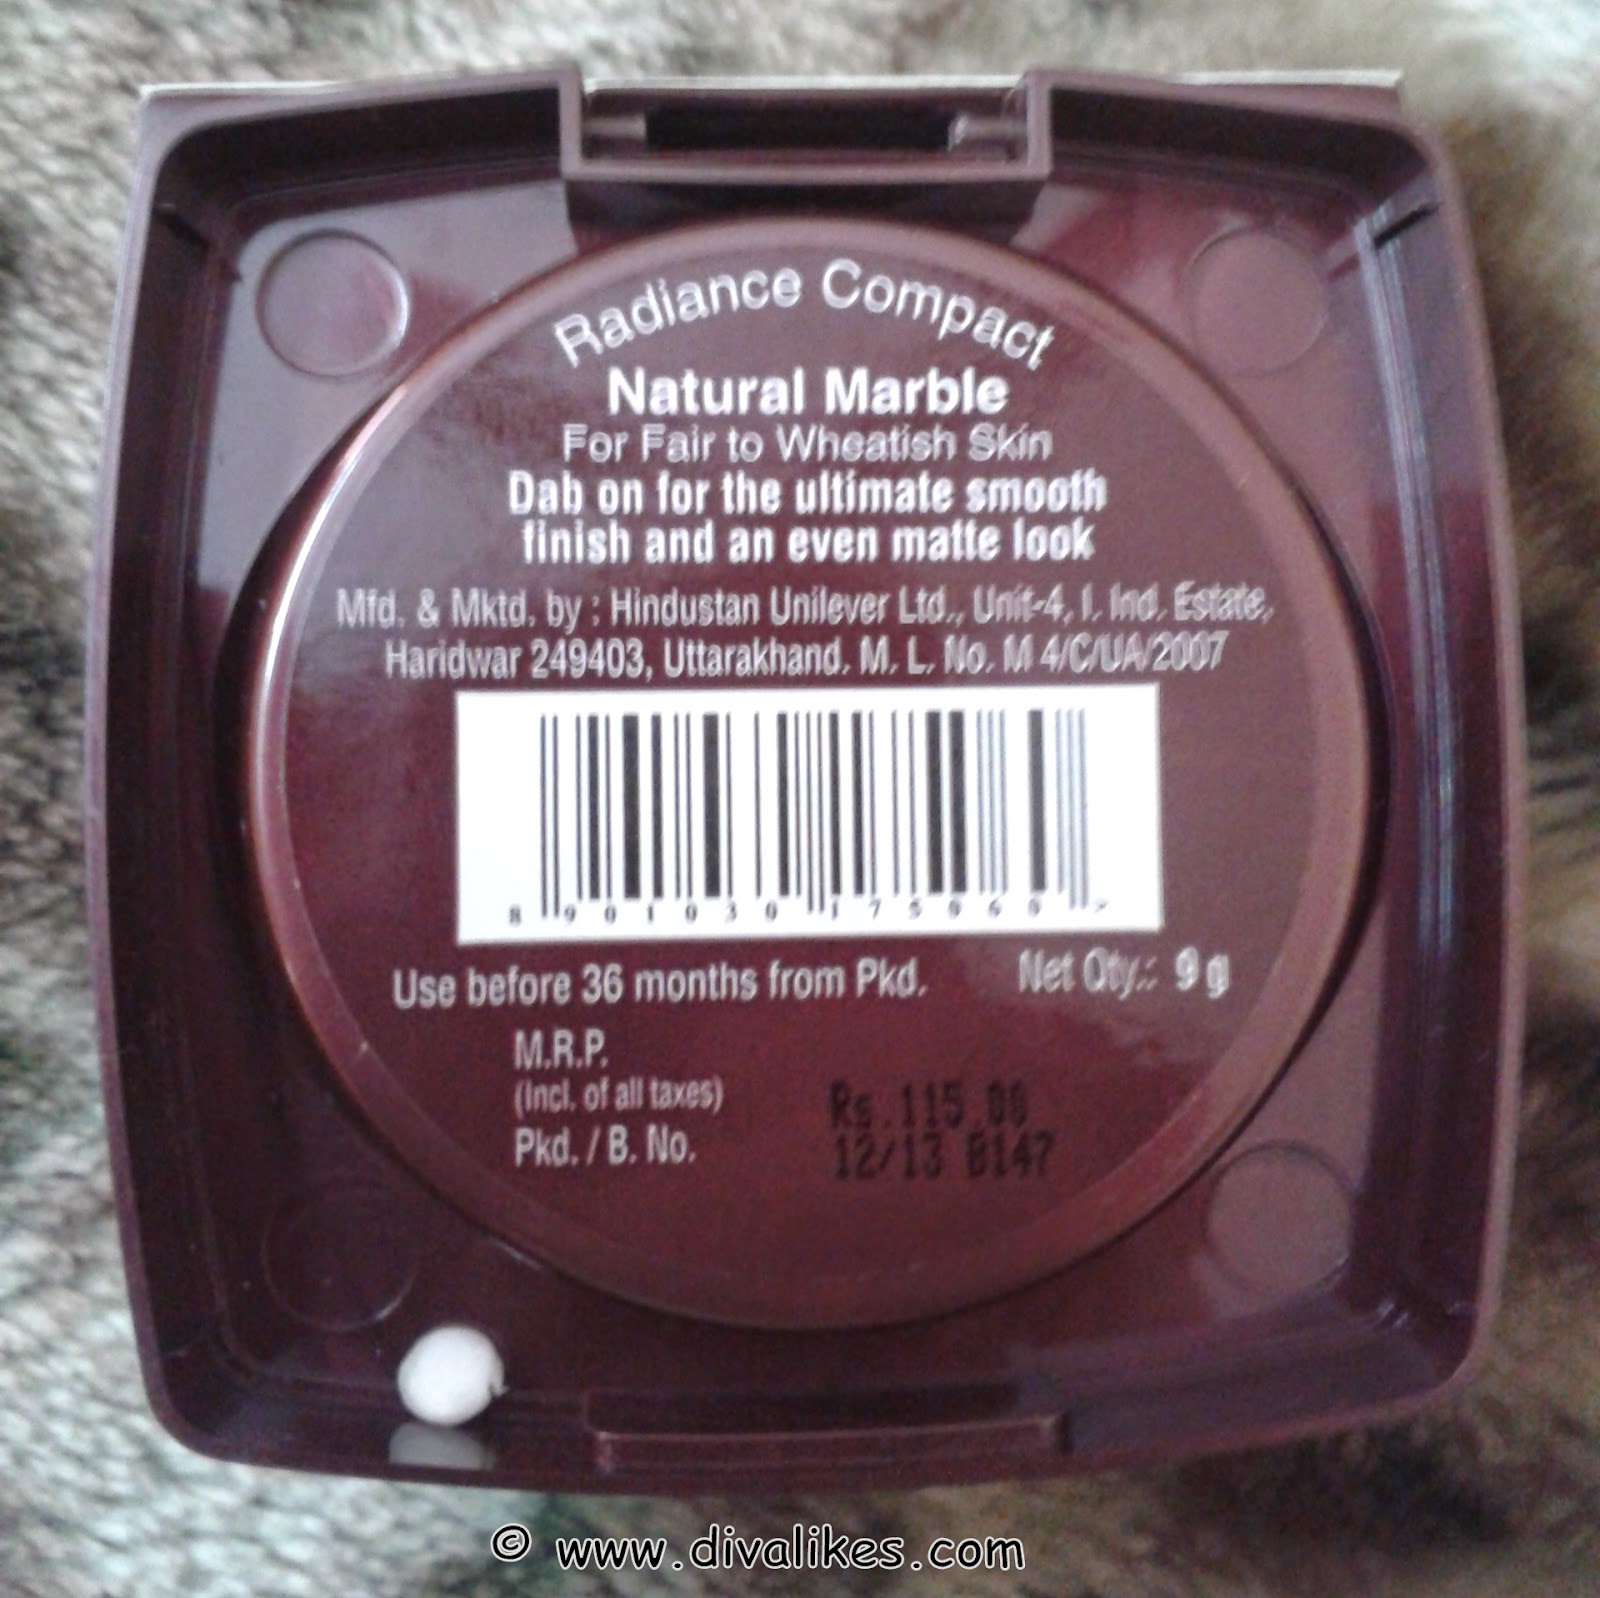 Radiance Compact
Natural Marble
For Fair to Wheatish Skin
Dab on for the ultimate smooth
finish and an even matte look
Mfd. & Mktd. by : Hindustan Unilever Ltd., Unit-4, I. Ind. Estate,
Haridwar 249403, Uttarakhand. M. L. No. M 4/C/UA/2007
Use before 36 months from Pkd. Net Qty.: 9 g
M.R.P.
(Incl. of all taxes) Rs.115.00
Pkd. / B. No. 12/13 B147
© www.divalikes.com